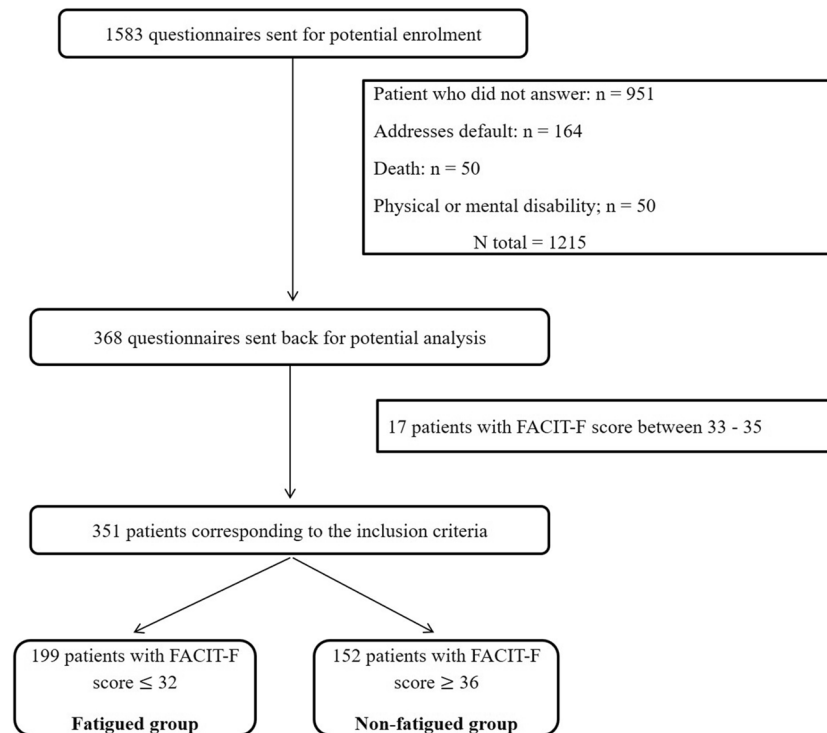 1583 questionnaires sent for potential enrolment
Patient who did not answer: n = 951
Addresses default: n = 164
Death: n = 50
Physical or mental disability; n = 50
N total = 1215
368 questionnaires sent back for potential analysis
17 patients with FACIT-F score between 33 - 35
351 patients corresponding to the inclusion criteria
199 patients with FACIT-F
score ≤ 32
Fatigued group
152 patients with FACIT-F
score ≥ 36
Non-fatigued group